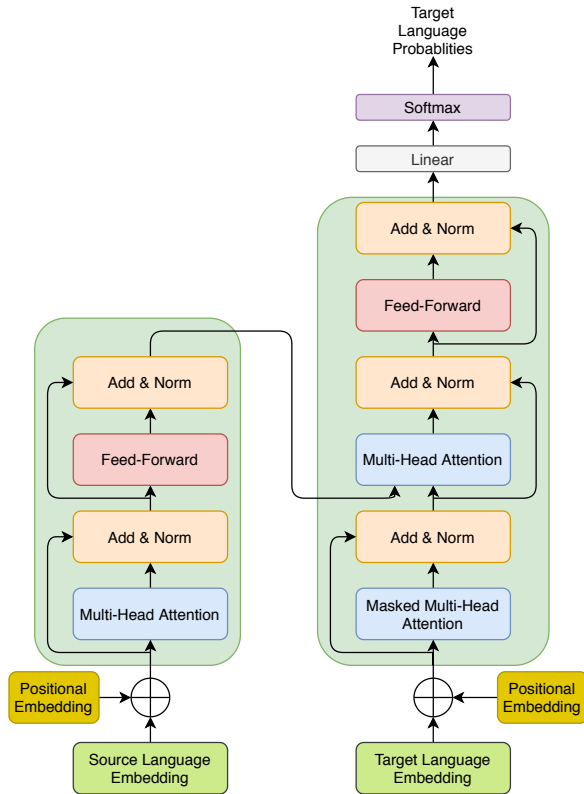 Target
Language
Probablities
Softmax
Linear
Add & Norm
Feed-Forward
Add & Norm
Multi-Head Attention
Add & Norm
Masked Multi-Head
Attention
Positional
Embedding
Target Language
Embedding
Add & Norm
Feed-Forward
Add & Norm
Multi-Head Attention
Positional
Embedding
Source Language
Embedding